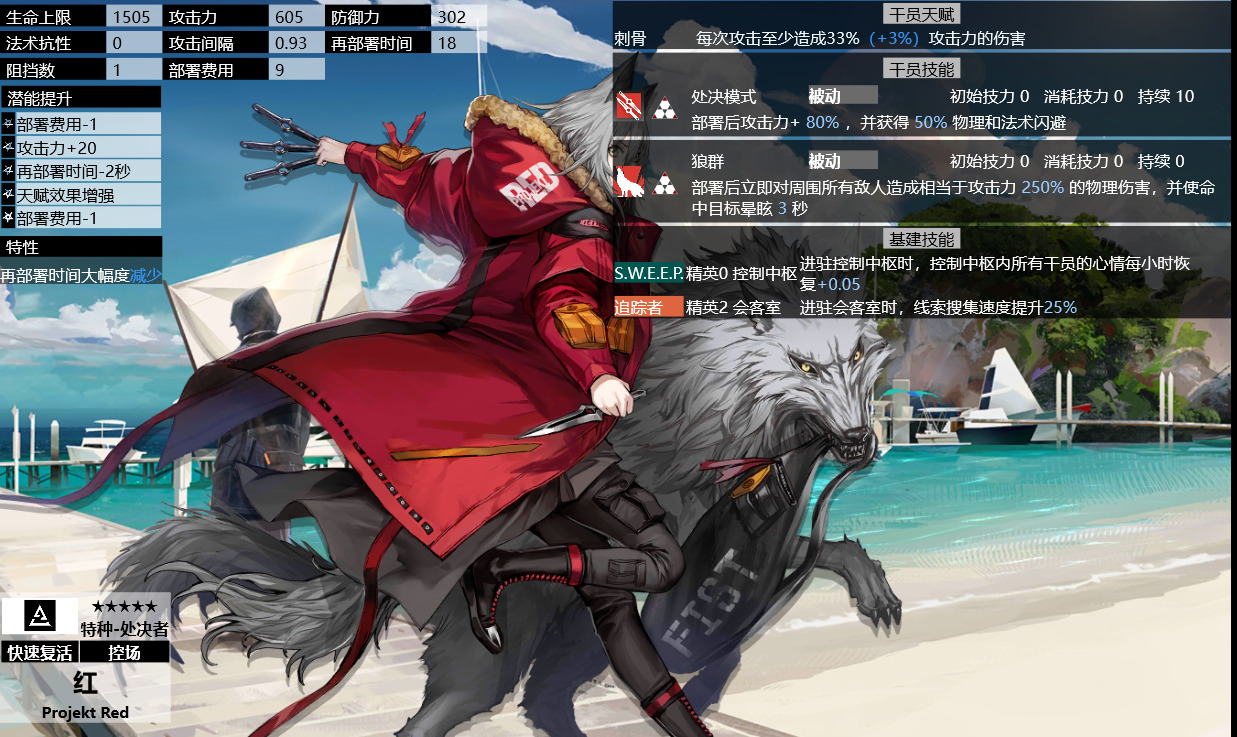 生命上限 1505 攻击力 605 防御力 302
法术抗性 0 攻击间隔 0.93 再部署时间 18
阻挡数 1 部署费用 9
潜能提升
部署费用-1
攻击力+20
再部署时间-2秒
天赋效果增强
部署费用-1
特性
再部署时间大幅度减少
干员天赋
刺骨 每次攻击至少造成33%（+3%）攻击力的伤害
干员技能
处决模式 被动 初始技力 0 消耗技力 0 持续 10
部署后攻击力+ 80% ，并获得 50% 物理和法术闪避
狼群 被动 初始技力 0 消耗技力 0 持续 0
部署后立即对周围所有敌人造成相当于攻击力 250% 的物理伤害，并使命
中目标晕眩 3 秒
基建技能
S.W.E.E.P. 精英0 控制中枢 进驻控制中枢时，控制中枢内所有干员的心情每小时恢
复+0.05
追踪者 精英2 会客室 进驻会客室时，线索搜集速度提升25%
RED
PROJEKT
FIST
★★★★★
特种-处决者
快速复活 控场
红
Projekt Red